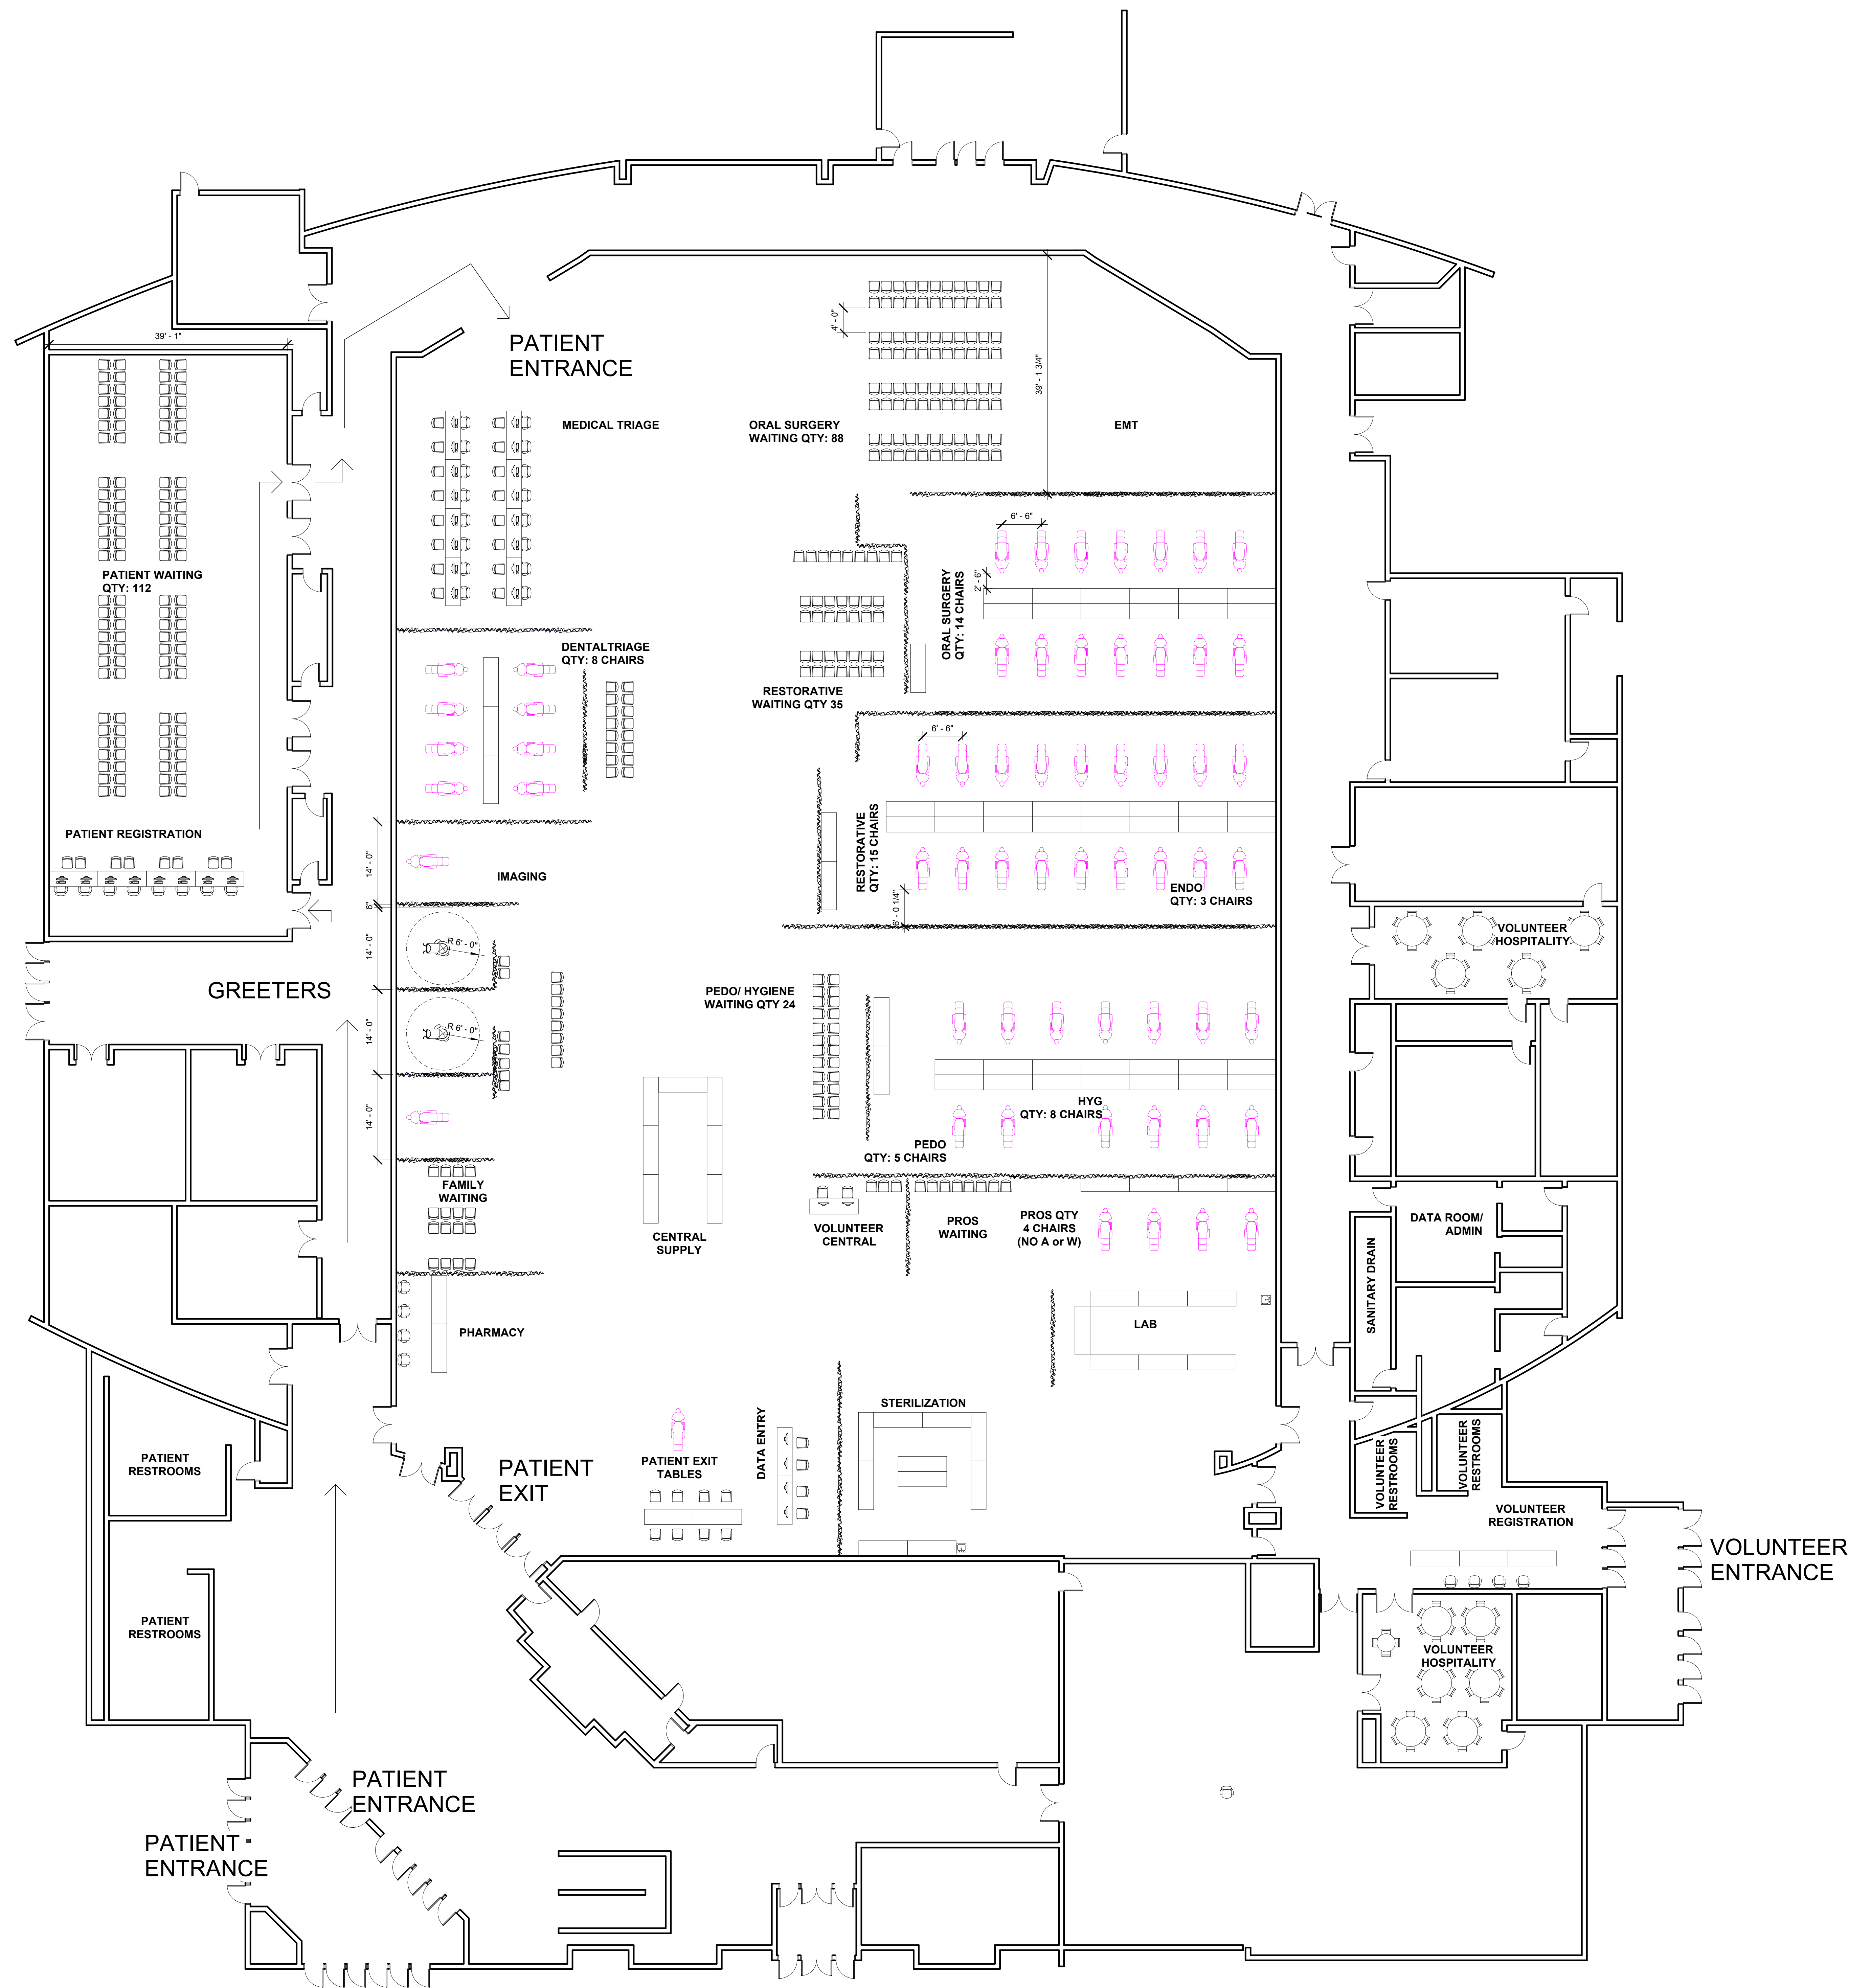 39' - 1"
PATIENT
ENTRANCE
4' - 0"
39' - 1 3/4"
MEDICAL TRIAGE
ORAL SURGERY
WAITING QTY: 88
EMT
6' - 6"
2' - 6"
ORAL SURGERY
QTY: 14 CHAIRS
PATIENT WAITING
QTY: 112
DENTALTRIAGE
QTY: 8 CHAIRS
RESTORATIVE
WAITING QTY 35
6' - 6"
PATIENT REGISTRATION
RESTORATIVE
QTY: 15 CHAIRS
14' - 0"
IMAGING
ENDO
QTY: 3 CHAIRS
6"
6' - 0 1/4"
VOLUNTEER
HOSPITALITY
14' - 0"
R 6' - 0"
GREETERS
PEDO/ HYGIENE
WAITING QTY 24
14' - 0"
R 6' - 0"
14' - 0"
HYG
QTY: 8 CHAIRS
PEDO
QTY: 5 CHAIRS
FAMILY
WAITING
CENTRAL
SUPPLY
VOLUNTEER
CENTRAL
PROS
WAITING
PROS QTY
4 CHAIRS
(NO A or W)
DATA ROOM/
ADMIN
SANITARY DRAIN
PHARMACY
LAB
STERILIZATION
DATA ENTRY
PATIENT EXIT
TABLES
PATIENT
EXIT
PATIENT
RESTROOMS
VOLUNTEER
RESTROOMS
VOLUNTEER
RESTROOMS
VOLUNTEER
REGISTRATION
VOLUNTEER
ENTRANCE
PATIENT
RESTROOMS
VOLUNTEER
HOSPITALITY
PATIENT
ENTRANCE
PATIENT
ENTRANCE